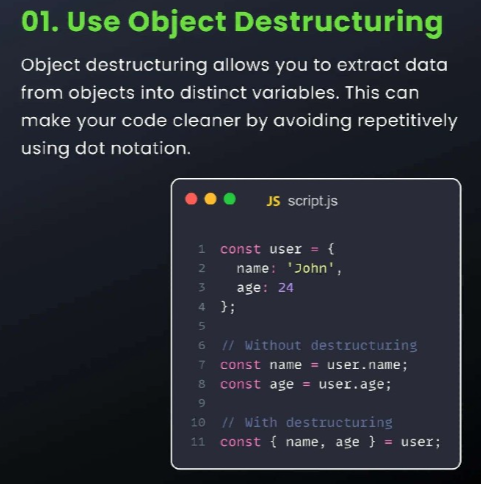 01. Use Object Destructuring
Object destructuring allows you to extract data
from objects into distinct variables. This can
make your code cleaner by avoiding repetitively
using dot notation.
JS script.js
1 const user = {
2   name: 'John',
3   age: 24
4 };
5
6 // Without destructuring
7 const name = user.name;
8 const age = user.age;
9
10 // With destructuring
11 const { name, age } = user;